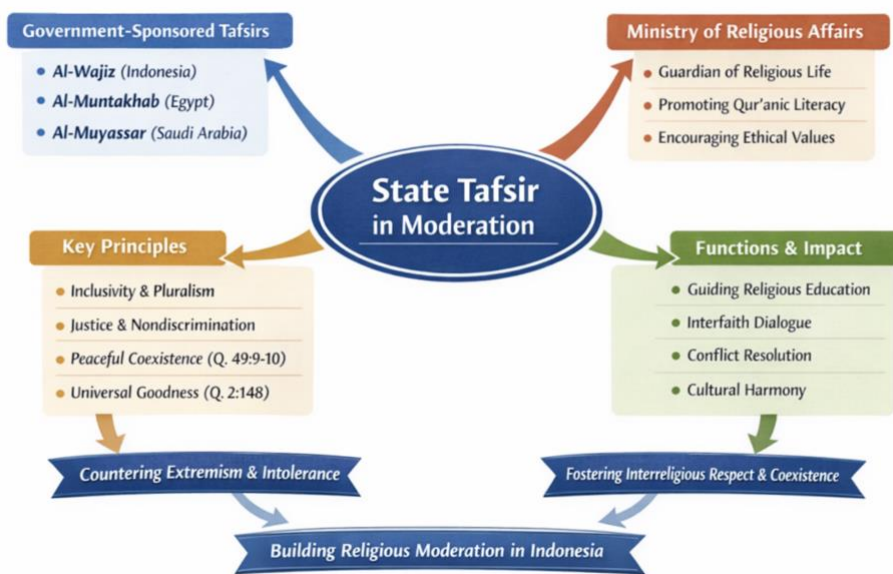 Government-Sponsored Tafsirs
• Al-Wajiz (Indonesia)
• Al-Muntakhab (Egypt)
• Al-Muyassar (Saudi Arabia)
Ministry of Religious Affairs
• Guardian of Religious Life
• Promoting Qur'anic Literacy
• Encouraging Ethical Values
State Tafsir
in Moderation
Key Principles
• Inclusivity & Pluralism
• Justice & Nondiscrimination
• Peaceful Coexistence (Q. 49:9-10)
• Universal Goodness (Q. 2:148)
Functions & Impact
• Guiding Religious Education
• Interfaith Dialogue
• Conflict Resolution
• Cultural Harmony
Countering Extremism & Intolerance
Fostering Interreligious Respect & Coexistence
Building Religious Moderation in Indonesia